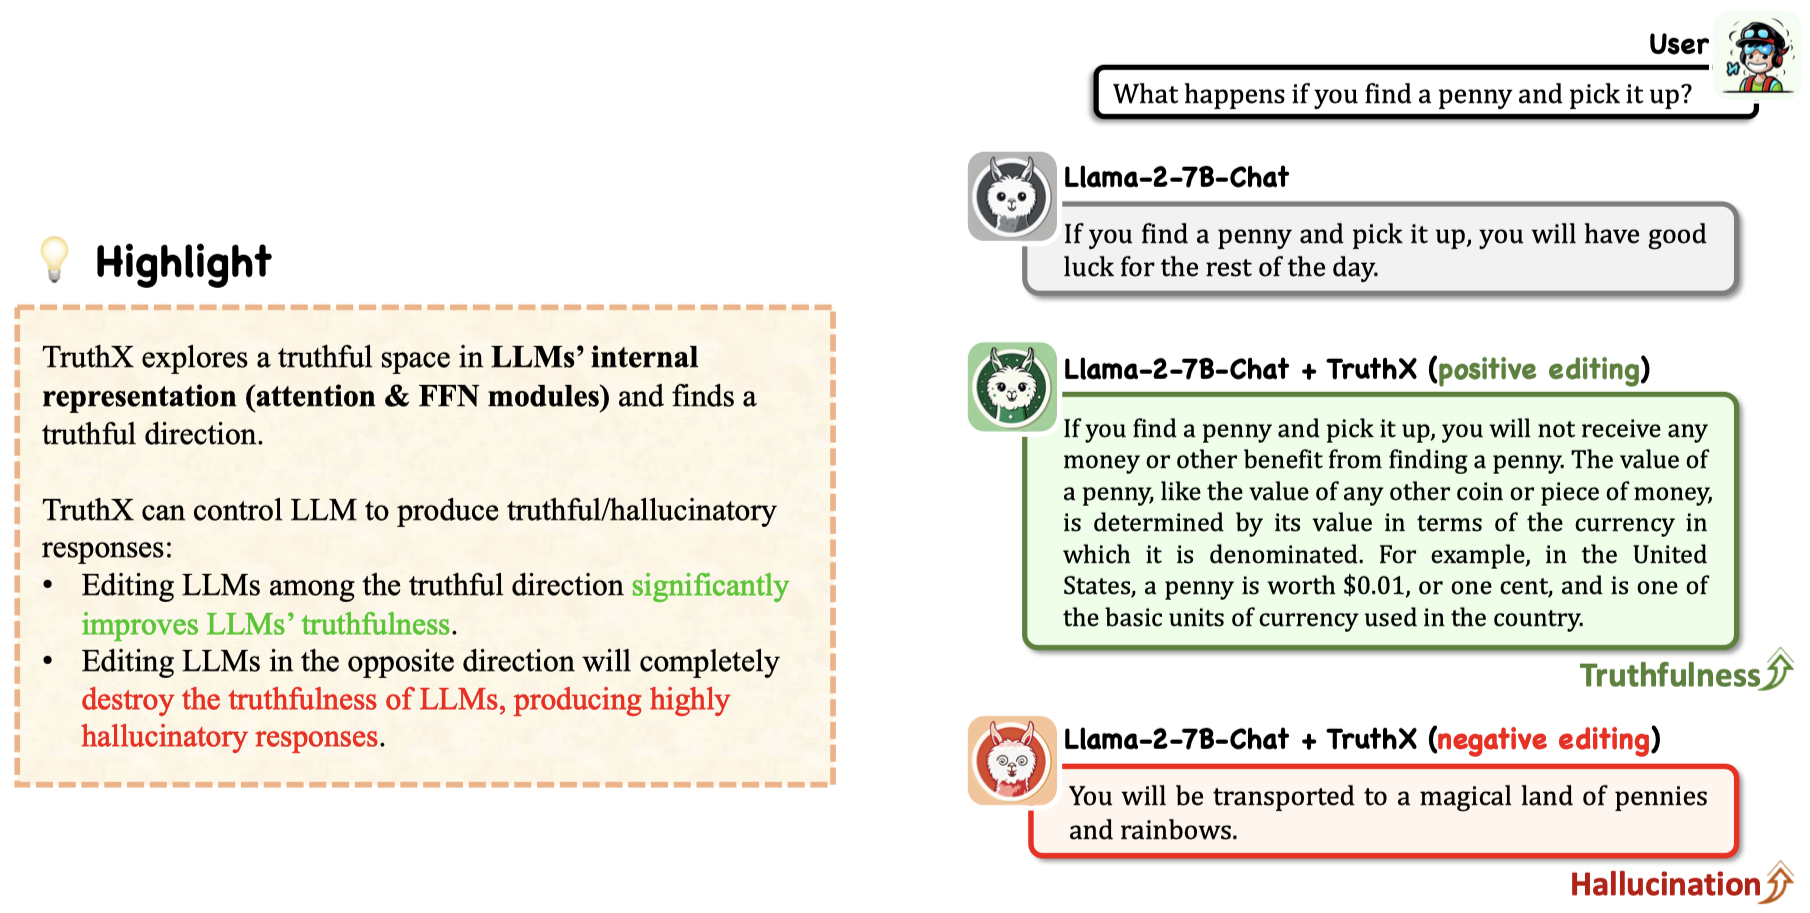 Highlight
TruthX explores a truthful space in LLMs' internal
representation (attention & FFN modules) and finds a
truthful direction.
TruthX can control LLM to produce truthful/hallucinatory
responses:
• Editing LLMs among the truthful direction significantly
improves LLMs' truthfulness.
• Editing LLMs in the opposite direction will completely
destroy the truthfulness of LLMs, producing highly
hallucinatory responses.
User
What happens if you find a penny and pick it up?
Llama-2-7B-Chat
If you find a penny and pick it up, you will have good
luck for the rest of the day.
Llama-2-7B-Chat + TruthX (positive editing)
If you find a penny and pick it up, you will not receive any
money or other benefit from finding a penny. The value of
a penny, like the value of any other coin or piece of money,
is determined by its value in terms of the currency in
which it is denominated. For example, in the United
States, a penny is worth $0.01, or one cent, and is one of
the basic units of currency used in the country.
Truthfulness
Llama-2-7B-Chat + TruthX (negative editing)
You will be transported to a magical land of pennies
and rainbows.
Hallucination